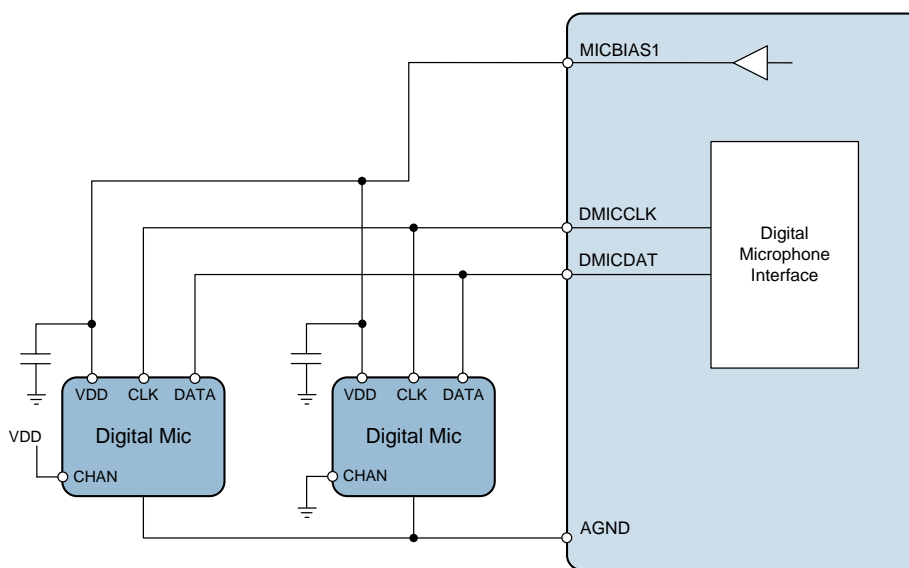 MICBIAS1
DMICCLK
DMICDAT
Digital
Microphone
Interface
VDD CLK DATA
Digital Mic
VDD
CHAN
VDD CLK DATA
Digital Mic
CHAN
AGND